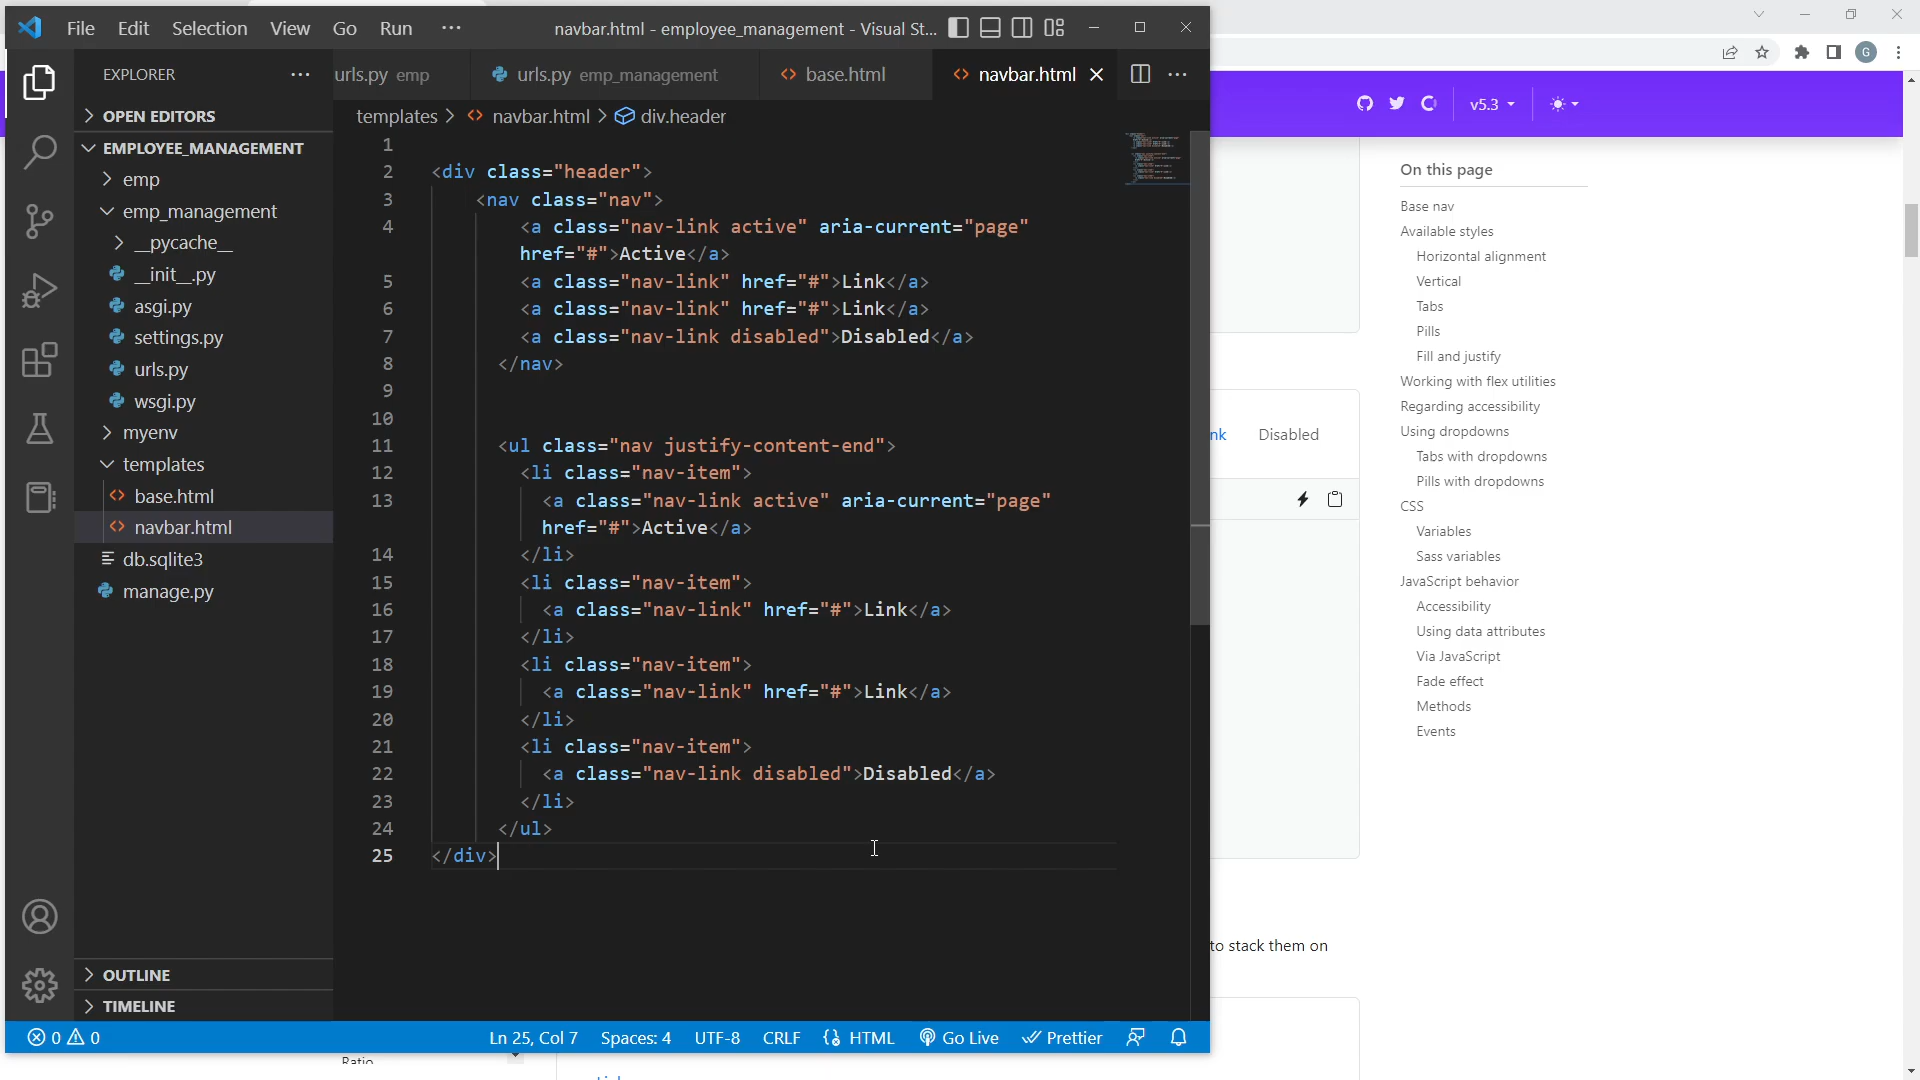 File Edit Selection View Go Run ···
navbar.html - employee_management - Visual St...
EXPLORER
OPEN EDITORS
EMPLOYEE_MANAGEMENT
emp
emp_management
__pycache__
__init__.py
asgi.py
settings.py
urls.py
wsgi.py
myenv
templates
base.html
navbar.html
db.sqlite3
manage.py
OUTLINE
TIMELINE
urls.py emp
urls.py emp_management
base.html
navbar.html
templates > navbar.html > div.header
1
2 <div class="header">
3 <nav class="nav">
4 <a class="nav-link active" aria-current="page"
href="#">Active</a>
5 <a class="nav-link" href="#">Link</a>
6 <a class="nav-link" href="#">Link</a>
7 <a class="nav-link disabled">Disabled</a>
8 </nav>
9
10
11 <ul class="nav justify-content-end">
12 <li class="nav-item">
13 <a class="nav-link active" aria-current="page"
href="#">Active</a>
14 </li>
15 <li class="nav-item">
16 <a class="nav-link" href="#">Link</a>
17 </li>
18 <li class="nav-item">
19 <a class="nav-link" href="#">Link</a>
20 </li>
21 <li class="nav-item">
22 <a class="nav-link disabled">Disabled</a>
23 </li>
24 </ul>
25 </div>
0 0
Ln 25, Col 7 Spaces: 4 UTF-8 CRLF HTML Go Live Prettier
G
v5.3
nk Disabled
to stack them on
On this page
Base nav
Available styles
Horizontal alignment
Vertical
Tabs
Pills
Fill and justify
Working with flex utilities
Regarding accessibility
Using dropdowns
Tabs with dropdowns
Pills with dropdowns
CSS
Variables
Sass variables
JavaScript behavior
Accessibility
Using data attributes
Via JavaScript
Fade effect
Methods
Events
Ratio